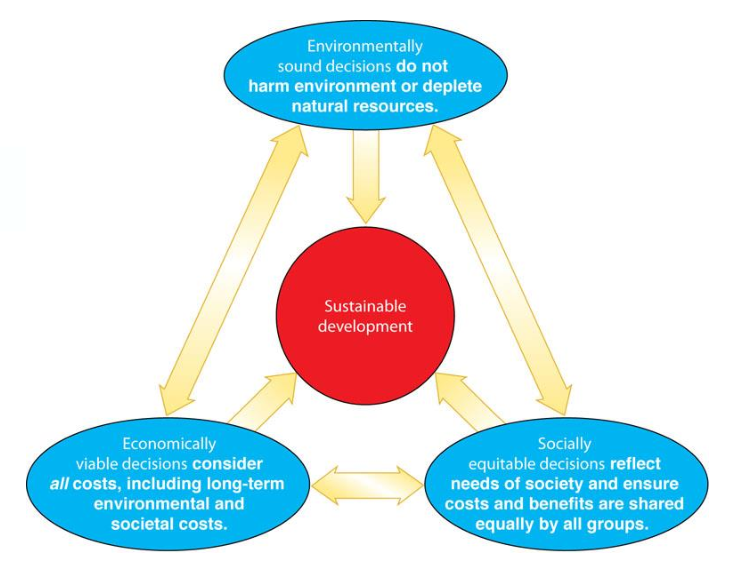 Environmentally
sound decisions do not
harm environment or deplete
natural resources.
Sustainable
development
Economically
viable decisions consider
all costs, including long-term
environmental and
societal costs.
Socially
equitable decisions reflect
needs of society and ensure
costs and benefits are shared
equally by all groups.